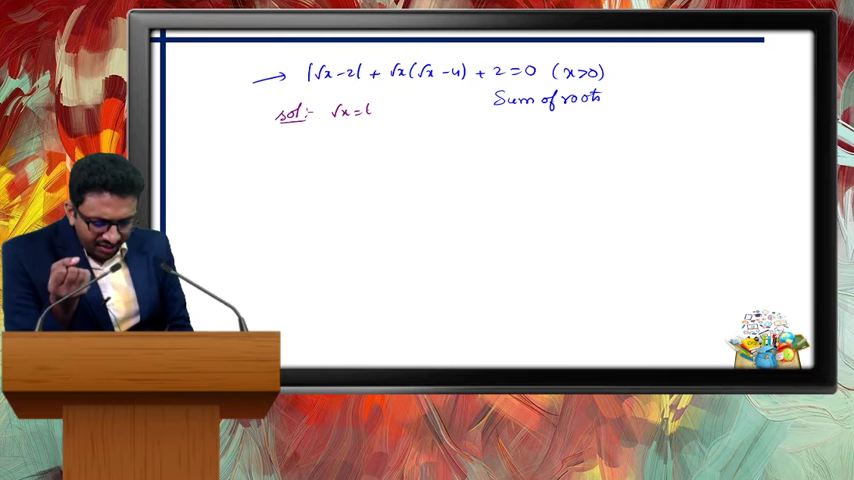 → |√x-2| + √x(√x-4) + 2 = 0 (x>0)
Sum of roots
sol:- √x = t